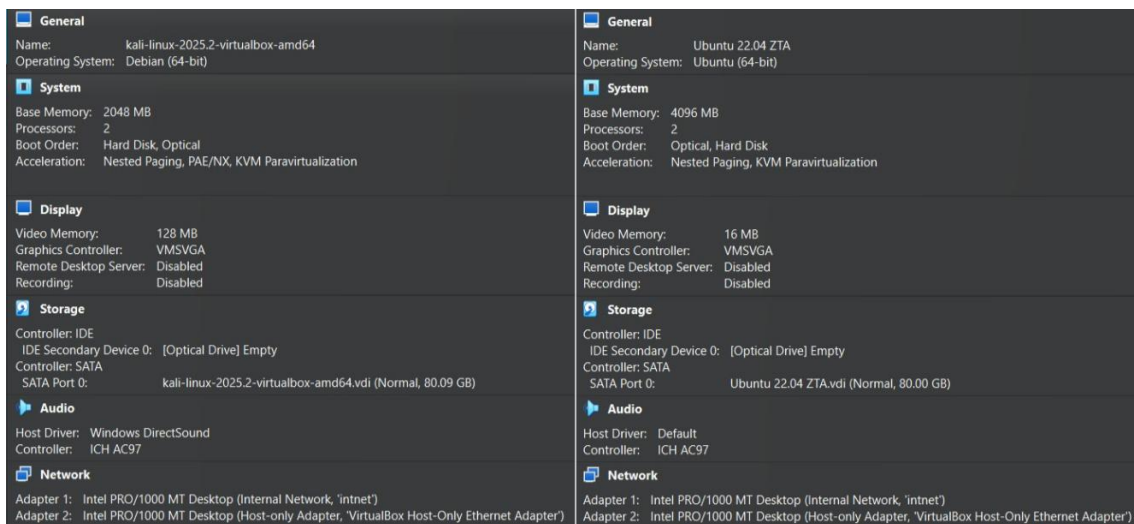 General
Name: kali-linux-2025.2-virtualbox-amd64
Operating System: Debian (64-bit)
System
Base Memory: 2048 MB
Processors: 2
Boot Order: Hard Disk, Optical
Acceleration: Nested Paging, PAE/NX, KVM Paravirtualization
Display
Video Memory: 128 MB
Graphics Controller: VMSVGA
Remote Desktop Server: Disabled
Recording: Disabled
Storage
Controller: IDE
IDE Secondary Device 0: [Optical Drive] Empty
Controller: SATA
SATA Port 0: kali-linux-2025.2-virtualbox-amd64.vdi (Normal, 80.09 GB)
Audio
Host Driver: Windows DirectSound
Controller: ICH AC97
Network
Adapter 1: Intel PRO/1000 MT Desktop (Internal Network, 'intnet')
Adapter 2: Intel PRO/1000 MT Desktop (Host-only Adapter, 'VirtualBox Host-Only Ethernet Adapter')
General
Name: Ubuntu 22.04 ZTA
Operating System: Ubuntu (64-bit)
System
Base Memory: 4096 MB
Processors: 2
Boot Order: Optical, Hard Disk
Acceleration: Nested Paging, KVM Paravirtualization
Display
Video Memory: 16 MB
Graphics Controller: VMSVGA
Remote Desktop Server: Disabled
Recording: Disabled
Storage
Controller: IDE
IDE Secondary Device 0: [Optical Drive] Empty
Controller: SATA
SATA Port 0: Ubuntu 22.04 ZTA.vdi (Normal, 80.00 GB)
Audio
Host Driver: Default
Controller: ICH AC97
Network
Adapter 1: Intel PRO/1000 MT Desktop (Internal Network, 'intnet')
Adapter 2: Intel PRO/1000 MT Desktop (Host-only Adapter, 'VirtualBox Host-Only Ethernet Adapter')